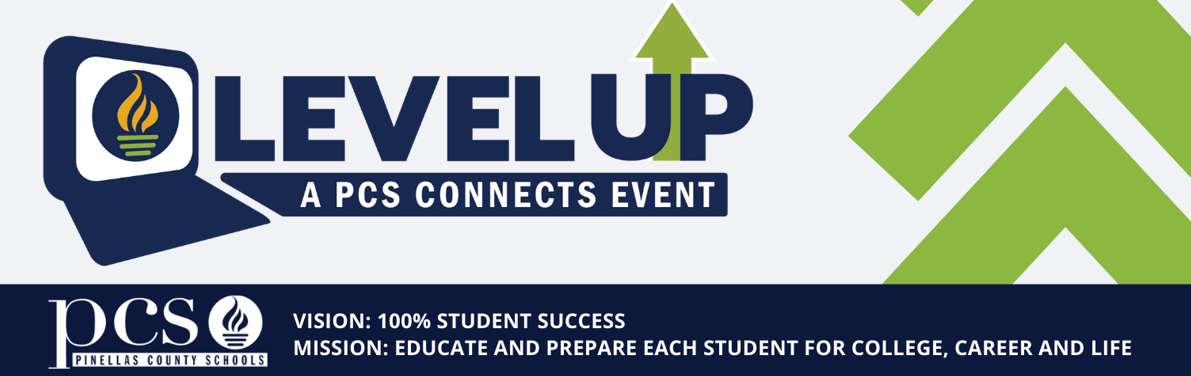 LEVEL UP
A PCS CONNECTS EVENT
pcs
PINELLAS COUNTY SCHOOLS
VISION: 100% STUDENT SUCCESS
MISSION: EDUCATE AND PREPARE EACH STUDENT FOR COLLEGE, CAREER AND LIFE